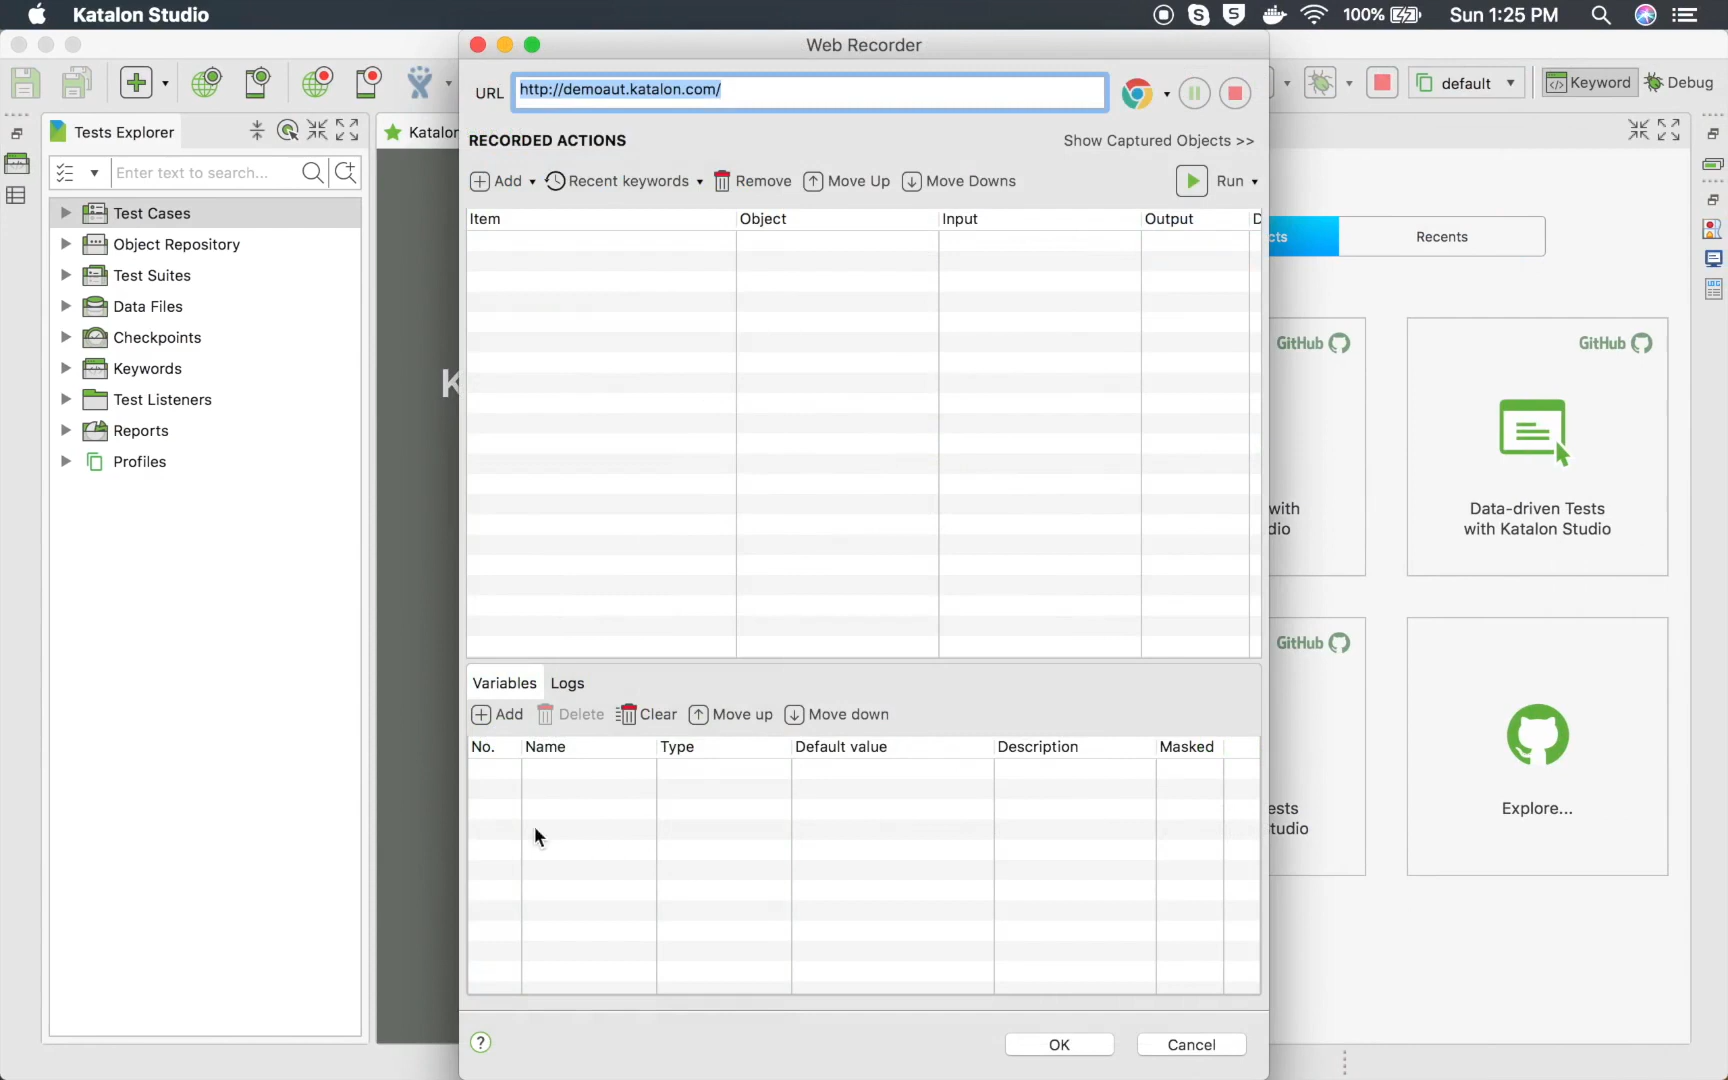 Katalon Studio
100%
Sun 1:25 PM
Web Recorder
URL
http://demoaut.katalon.com/
default
Keyword
Debug
Tests Explorer
Katalon
RECORDED ACTIONS
Show Captured Objects >>
Enter text to search...
Add
Recent keywords
Remove
Move Up
Move Downs
Run
Item
Object
Input
Output
D
Test Cases
Object Repository
Test Suites
Data Files
Checkpoints
Keywords
Test Listeners
Reports
Profiles
K
cts
Recents
GitHub
GitHub
with
dio
Data-driven Tests
with Katalon Studio
GitHub
ests
tudio
Explore...
Variables
Logs
Add
Delete
Clear
Move up
Move down
No.
Name
Type
Default value
Description
Masked
?
OK
Cancel